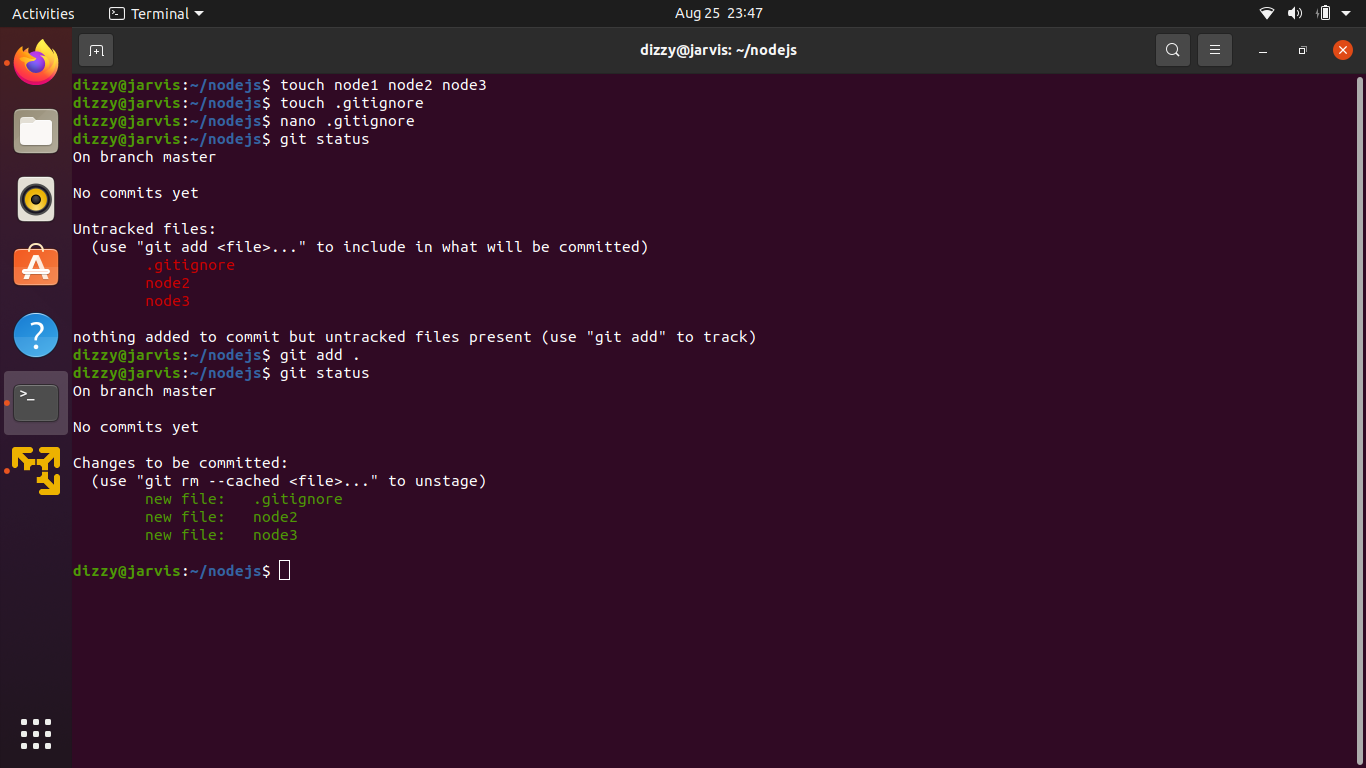 Activities Terminal Aug 25 23:47
dizzy@jarvis: ~/nodejs
dizzy@jarvis:~/nodejs$ touch node1 node2 node3
dizzy@jarvis:~/nodejs$ touch .gitignore
dizzy@jarvis:~/nodejs$ nano .gitignore
dizzy@jarvis:~/nodejs$ git status
On branch master
No commits yet
Untracked files:
  (use "git add <file>..." to include in what will be committed)
        .gitignore
        node2
        node3
nothing added to commit but untracked files present (use "git add" to track)
dizzy@jarvis:~/nodejs$ git add .
dizzy@jarvis:~/nodejs$ git status
On branch master
No commits yet
Changes to be committed:
  (use "git rm --cached <file>..." to unstage)
        new file:   .gitignore
        new file:   node2
        new file:   node3
dizzy@jarvis:~/nodejs$